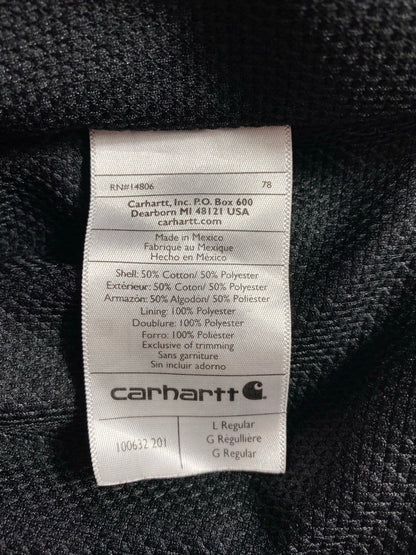 RN#14806 78
Carhartt, Inc. P.O. Box 600
Dearborn MI 48121 USA
carhartt.com
Made in Mexico
Fabriqué au Mexique
Hecho en México
Shell: 50% Cotton/ 50% Polyester
Extérieur: 50% Coton/ 50% Polyester
Armazón: 50% Algodón/ 50% Poliéster
Lining: 100% Polyester
Doublure: 100% Polyester
Forro: 100% Poliéster
Exclusive of trimming
Sans garniture
Sin incluir adorno
carhartt
100632 201
L Regular
G Régullière
G Regular